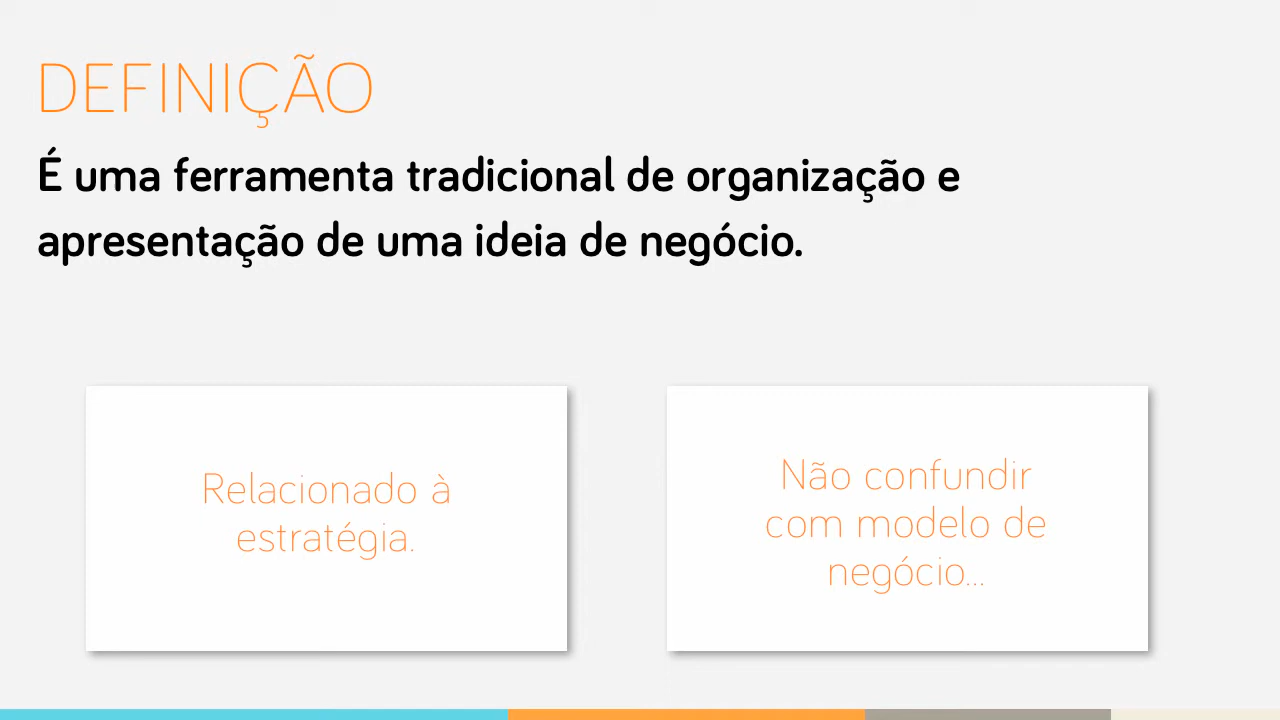 DEFINIÇÃO
É uma ferramenta tradicional de organização e
apresentação de uma ideia de negócio.
Relacionado à
estratégia.
Não confundir
com modelo de
negócio...